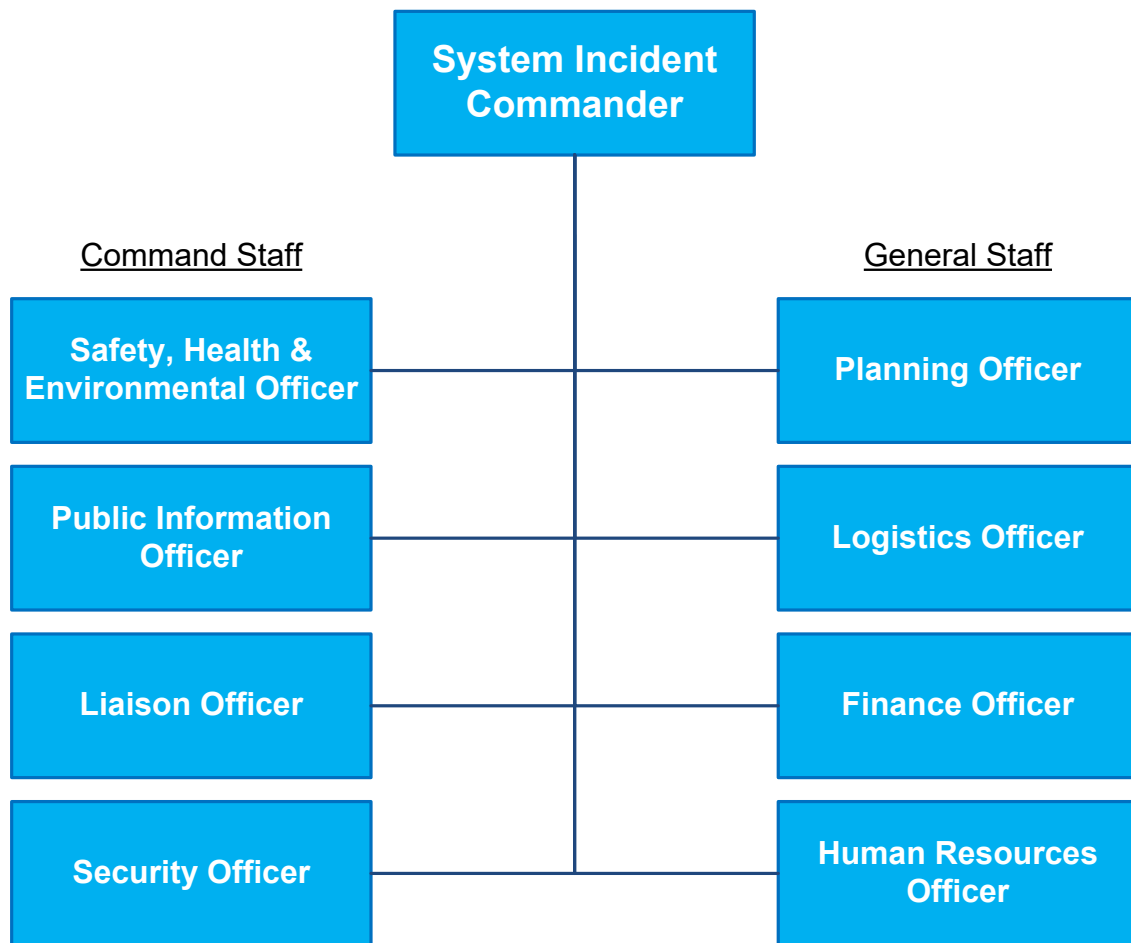 System Incident
Commander
Command Staff
General Staff
Safety, Health &
Environmental Officer
Planning Officer
Public Information
Officer
Logistics Officer
Liaison Officer
Finance Officer
Security Officer
Human Resources
Officer